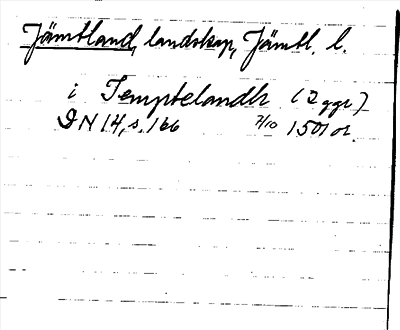 Jämtland, landskap, Jämtl. l.
i Temptelandh (2 ggr)
DN 14, s. 166 7/10 1501 or.